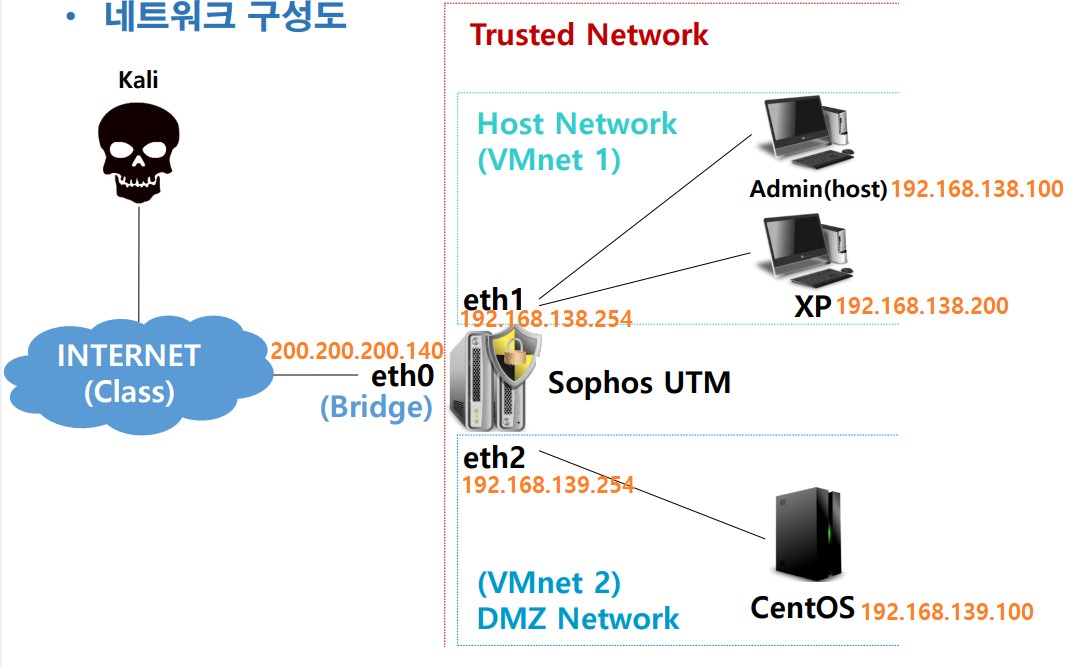 • 네트워크 구성도
Trusted Network
Kali
Host Network
(VMnet 1)
Admin(host) 192.168.138.100
XP 192.168.138.200
eth1
192.168.138.254
INTERNET
(Class)
200.200.200.140
eth0
(Bridge)
Sophos UTM
eth2
192.168.139.254
(VMnet 2)
DMZ Network
CentOS 192.168.139.100